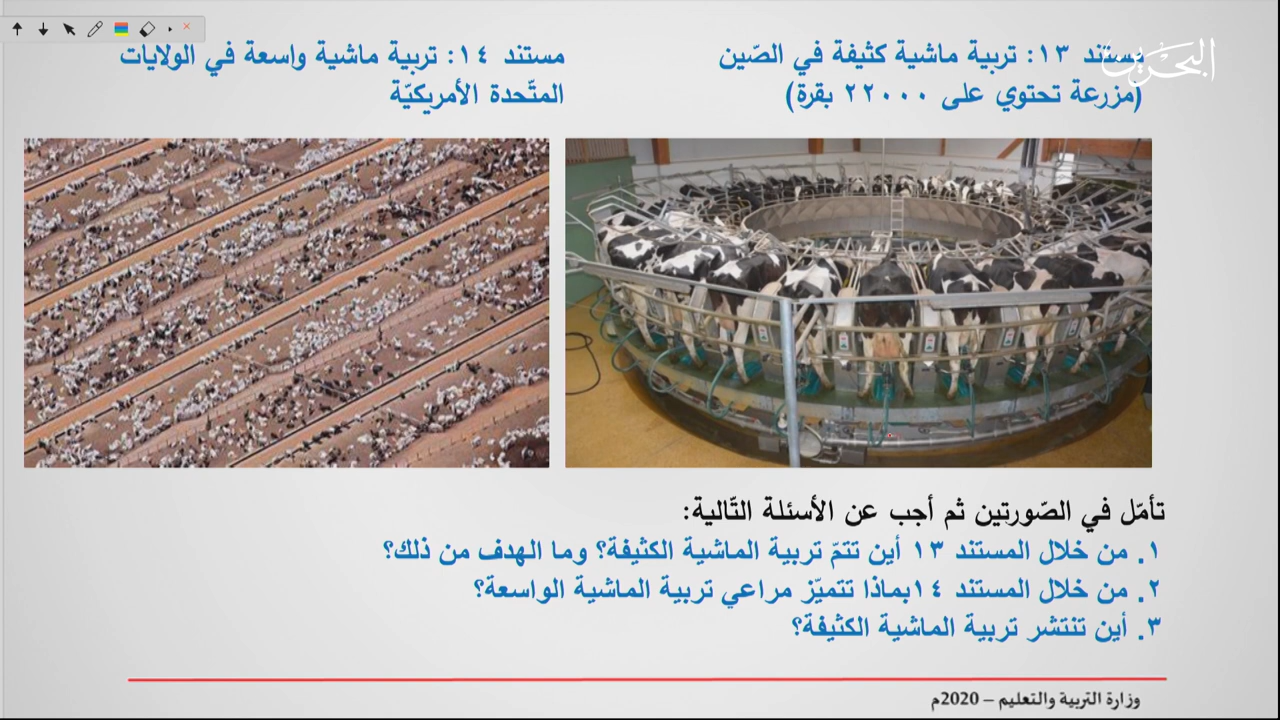 البحرين
مستند ١٣: تربية ماشية كثيفة في الصّين
(مزرعة تحتوي على ٢٢٠٠٠ بقرة)
مستند ١٤: تربية ماشية واسعة في الولايات
المتّحدة الأمريكيّة
تأمّل في الصّورتين ثم أجب عن الأسئلة التّالية:
١. من خلال المستند ١٣ أين تتمّ تربية الماشية الكثيفة؟ وما الهدف من ذلك؟
٢. من خلال المستند ١٤بماذا تتميّز مراعي تربية الماشية الواسعة؟
٣. أين تنتشر تربية الماشية الكثيفة؟
وزارة التربية والتعليم – 2020م